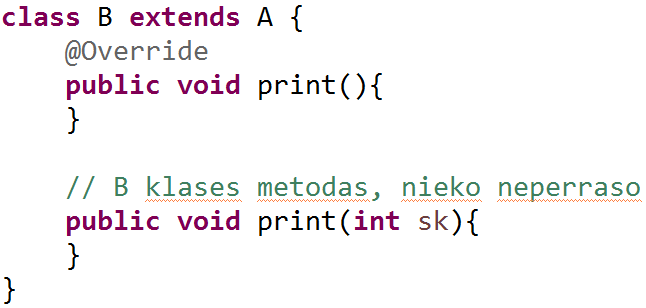 class B extends A {
@Override
public void print(){
}
// B klases metodas, nieko neperraso
public void print(int sk){
}
}